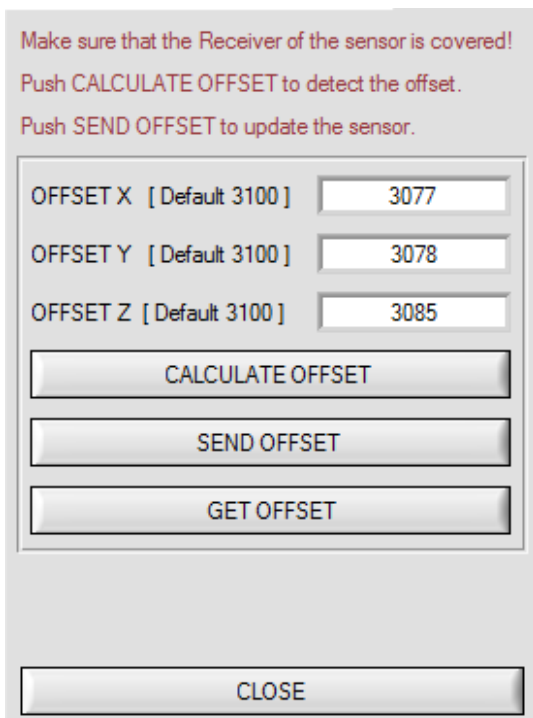 Make sure that the Receiver of the sensor is covered!
Push CALCULATE OFFSET to detect the offset.
Push SEND OFFSET to update the sensor.
OFFSET X [ Default 3100 ] 3077
OFFSET Y [ Default 3100 ] 3078
OFFSET Z [ Default 3100 ] 3085
CALCULATE OFFSET
SEND OFFSET
GET OFFSET
CLOSE